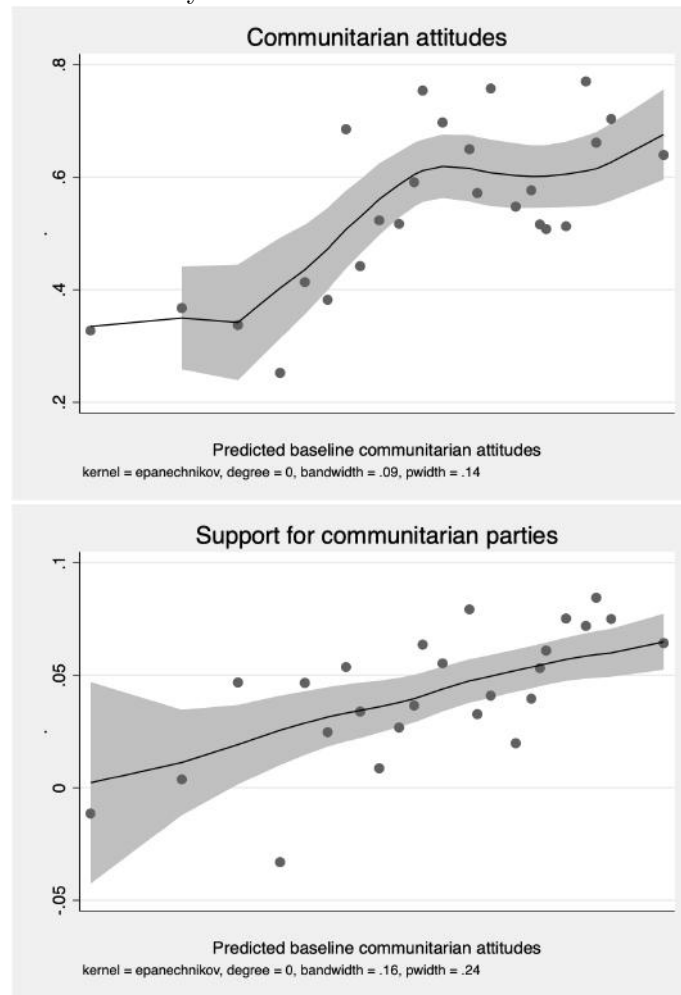 Communitarian attitudes
.8
.6
.
.4
.2
Predicted baseline communitarian attitudes
kernel = epanechnikov, degree = 0, bandwidth = .09, pwidth = .14
Support for communitarian parties
.1
.05
.
0
-.05
Predicted baseline communitarian attitudes
kernel = epanechnikov, degree = 0, bandwidth = .16, pwidth = .24